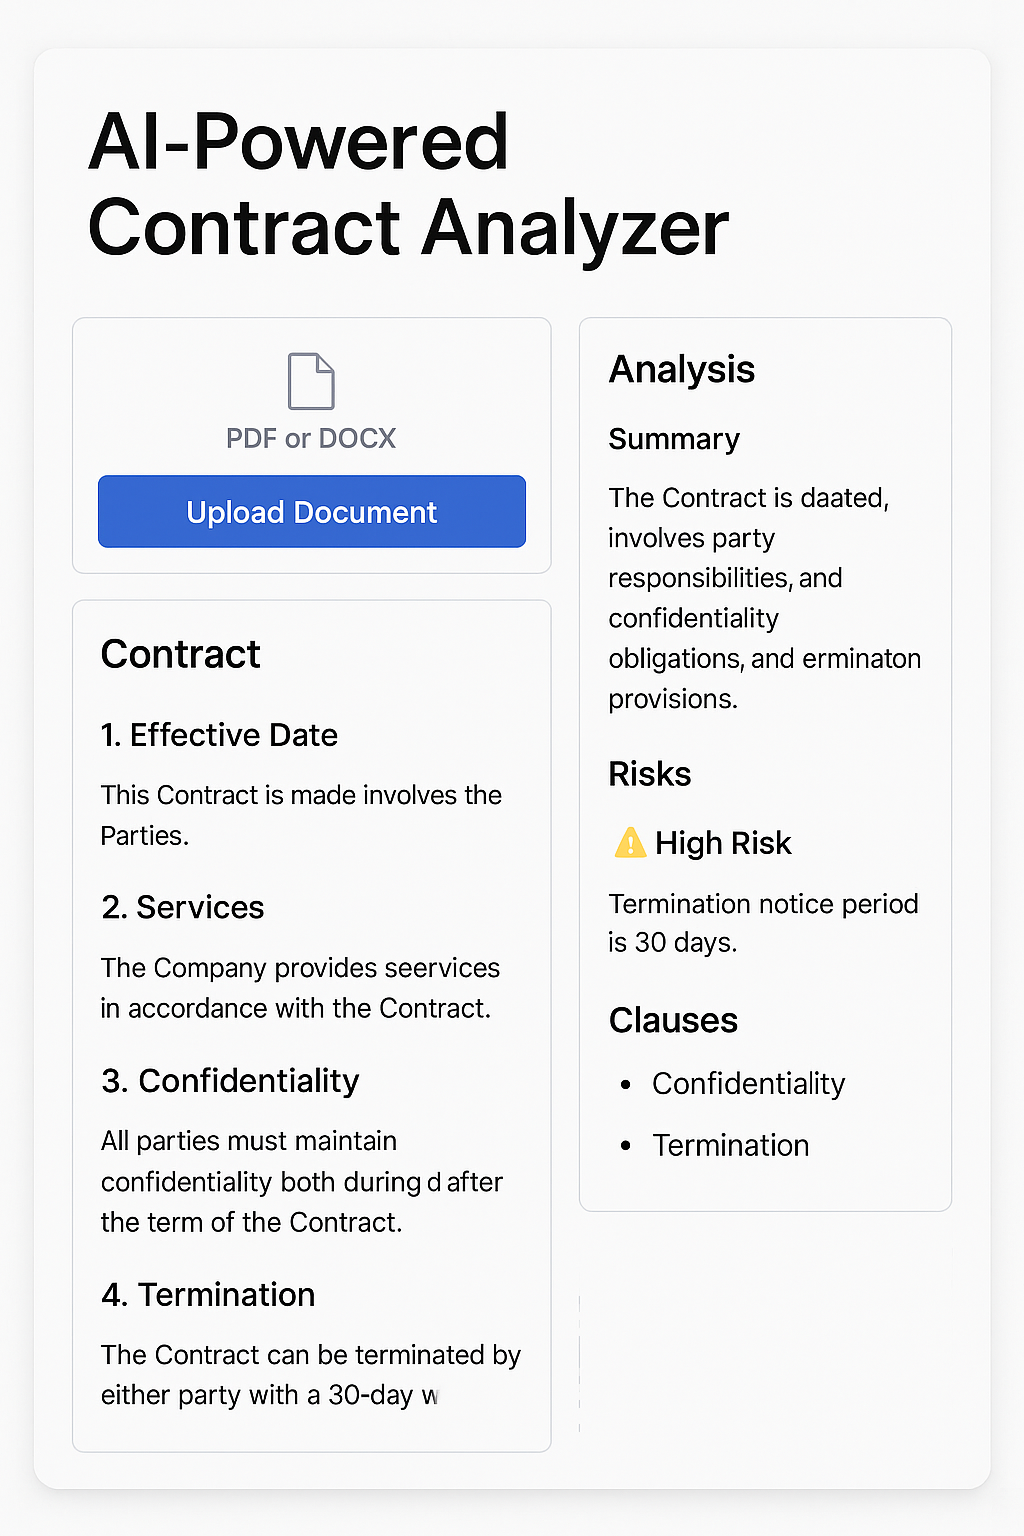 AI-Powered
Contract Analyzer
PDF or DOCX
Upload Document
Contract
1. Effective Date
This Contract is made involves the
Parties.
2. Services
The Company provides seervices
in accordance with the Contract.
3. Confidentiality
All parties must maintain
confidentiality both during d after
the term of the Contract.
4. Termination
The Contract can be terminated by
either party with a 30-day w
Analysis
Summary
The Contract is daated,
involves party
responsibilities, and
confidentiality
obligations, and erminaton
provisions.
Risks
High Risk
Termination notice period
is 30 days.
Clauses
• Confidentiality
• Termination